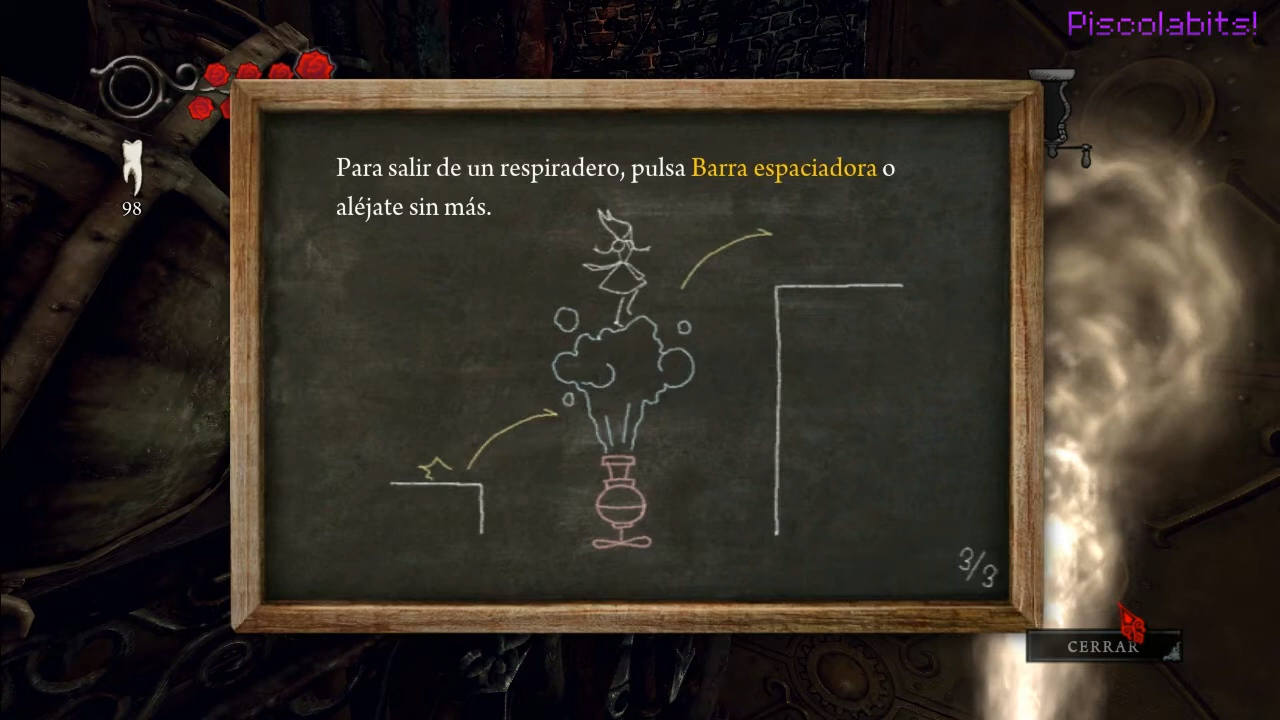 Piscolabits!
98
Para salir de un respiradero, pulsa Barra espaciadora o
aléjate sin más.
3/3
CERRAR